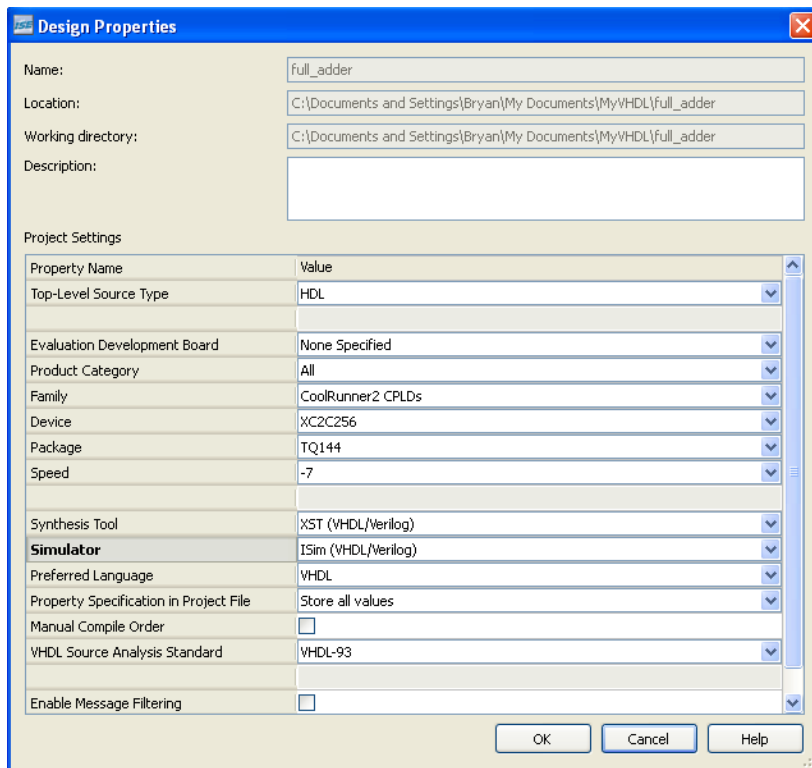 ISE Design Properties
Name: full_adder
Location: C:\Documents and Settings\Bryan\My Documents\MyVHDL\full_adder
Working directory: C:\Documents and Settings\Bryan\My Documents\MyVHDL\full_adder
Description:
Project Settings
Property Name Value
Top-Level Source Type HDL
Evaluation Development Board None Specified
Product Category All
Family CoolRunner2 CPLDs
Device XC2C256
Package TQ144
Speed -7
Synthesis Tool XST (VHDL/Verilog)
Simulator ISim (VHDL/Verilog)
Preferred Language VHDL
Property Specification in Project File Store all values
Manual Compile Order
VHDL Source Analysis Standard VHDL-93
Enable Message Filtering
OK Cancel Help